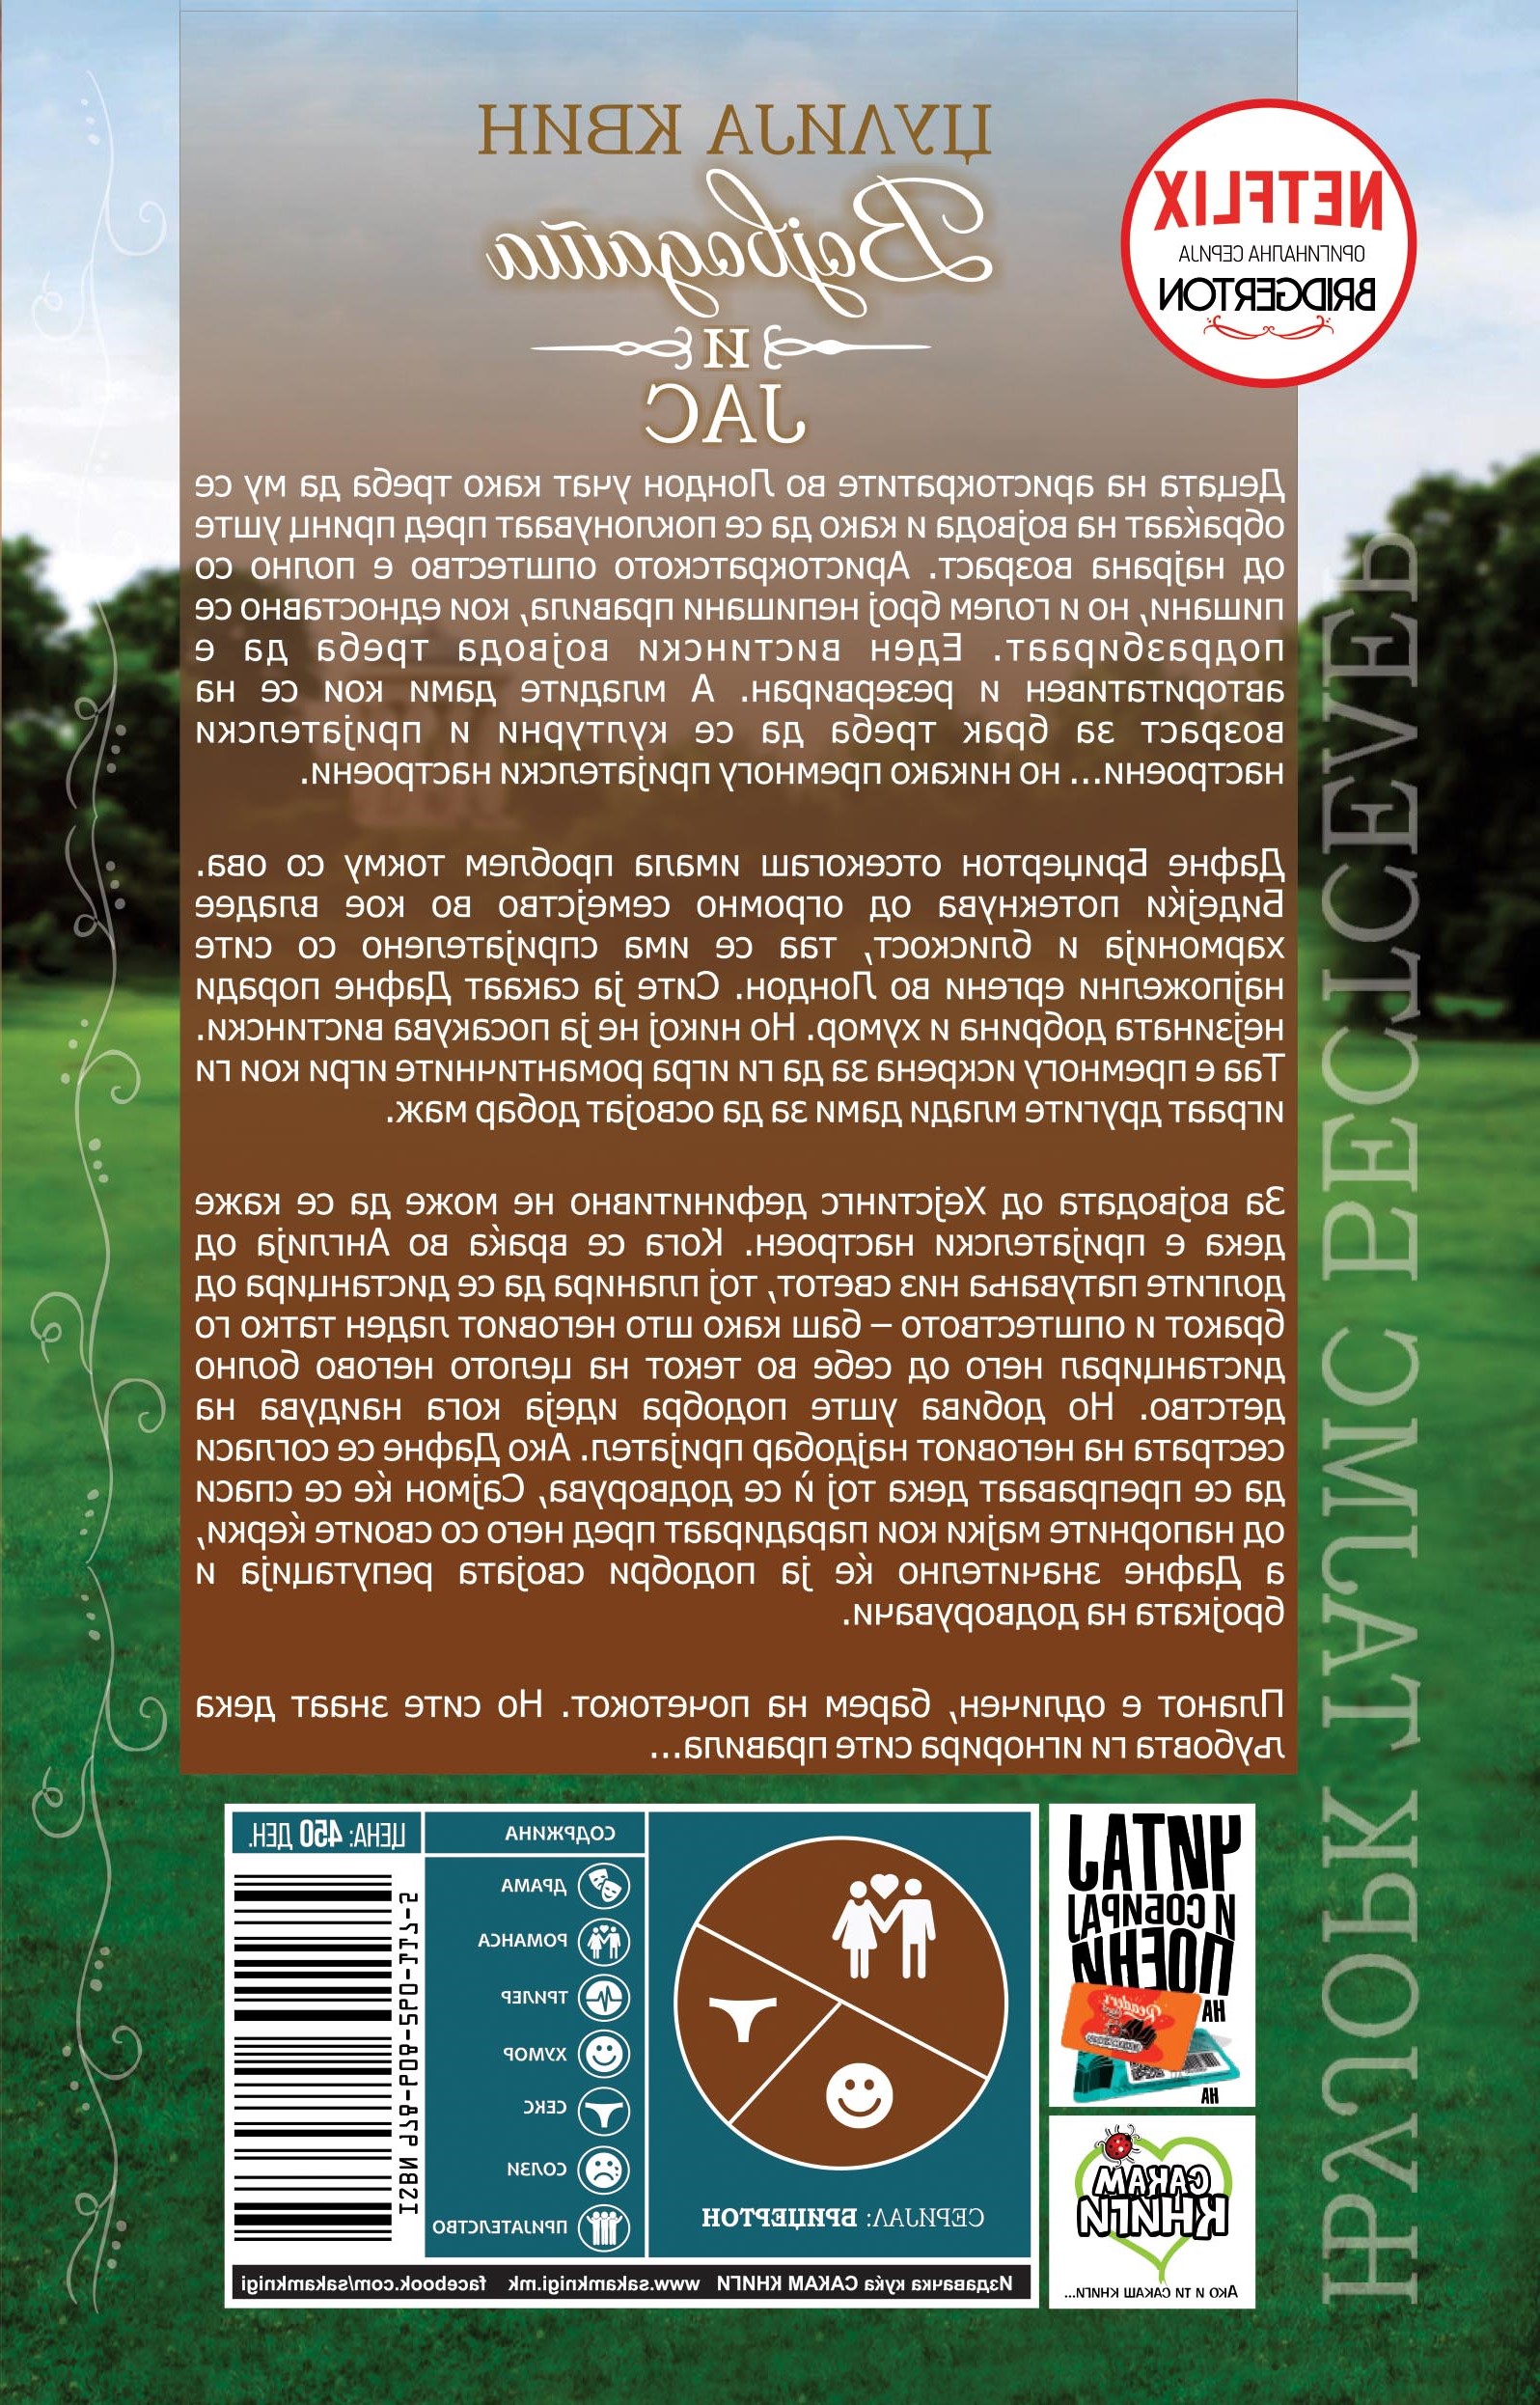 ЏУЛИЈА КВИН
Војводата
И
ЈАС
NETFLIX
ОРИГИНАЛНА СЕРИЈА
BRIDGERTON
Децата на аристократите во Лондон учат како треба да му се
обраќаат на војвода и како да се поклонуваат пред принц уште
од најрана возраст. Аристократското општество е полно со
пишани, но и голем број непишани правила, кои едноставно се
подразбираат. Еден вистински војвода треба да е
авторитативен и резервиран. А младите дами кои се на
возраст за брак треба да се културни и пријателски
настроени... но никако премногу пријателски настроени.
Дафне Бриџертон отсекогаш имала проблем токму со ова.
Бидејќи потекнува од огромно семејство во кое владее
хармонија и блискост, таа се има спријателено со сите
најпожелни ергени во Лондон. Сите ја сакаат Дафне поради
нејзината добрина и хумор. Но никој не ја посакува вистински.
Таа е премногу искрена за да ги игра романтичните игри кои ги
играат другите млади дами за да освојат добар маж.
За војводата од Хејстингс дефинитивно не може да се каже
дека е пријателски настроен. Кога се враќа во Англија од
долгите патувања низ светот, тој планира да се дистанцира од
бракот и општеството – баш како што неговиот ладен татко го
дистанцирал него од себе во текот на целото негово болно
детство. Но добива уште подобра идеја кога наидува на
сестрата на неговиот најдобар пријател. Ако Дафне се согласи
да се преправаат дека тој ѝ се додворува, Сајмон ќе се спаси
од напорните мајки кои парадираат пред него со своите ќерки,
а Дафне значително ќе ја подобри својата репутација и
бројката на додворувачи.
Планот е одличен, барем на почетокот. Но сите знаат дека
љубовта ги игнорира сите правила...
ЊУЈОРК ТАЈМС БЕСТСЕЛЕР
ЧИТАЈ
И СОБИРАЈ
ПОЕНИ
НА
Readers
НА
САКАМ
КНИГИ
Ако и ти сакаш книги...
СЕРИЈАЛ: БРИЏЕРТОН
СОДРЖИНА
ДРАМА
РОМАНСА
ТРИЛЕР
ХУМОР
СЕКС
СОЛЗИ
ПРИЈАТЕЛСТВО
ЦЕНА: 450 ДЕН.
ISBN 978-608-260-117-5
Издавачка куќа САКАМ КНИГИ www.sakamknigi.mk facebook.com/sakamknigi